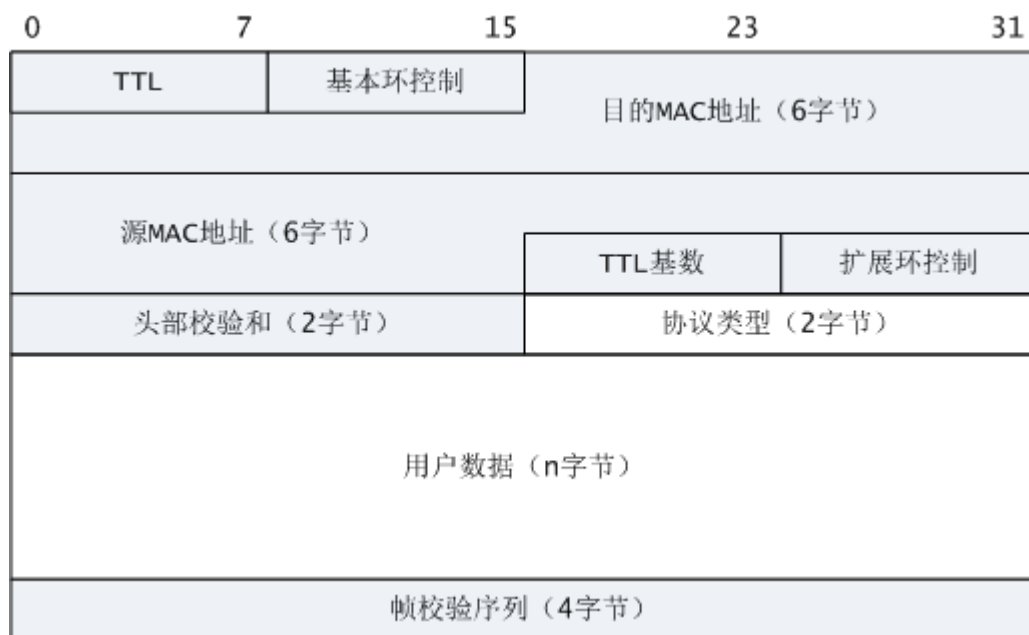 0 7 15 23 31
TTL 基本环控制
目的MAC地址（6字节）
源MAC地址（6字节）
TTL基数 扩展环控制
头部校验和（2字节） 协议类型（2字节）
用户数据（n字节）
帧校验序列（4字节）